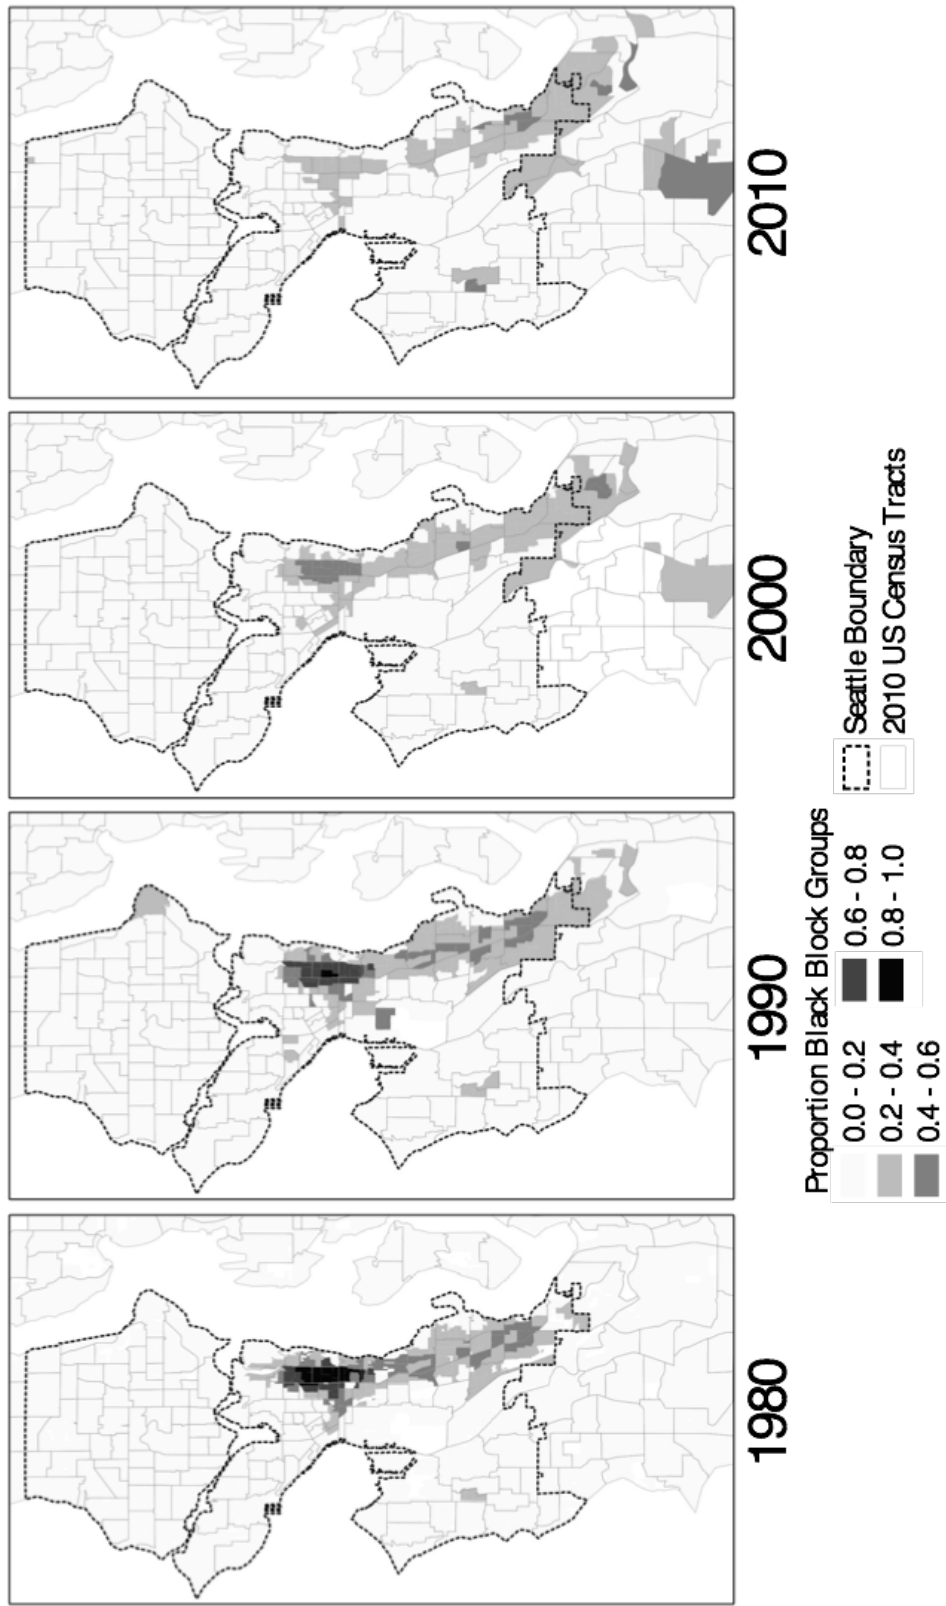 1980
1990
2000
2010
Proportion Black Block Groups
0.0 - 0.2
0.2 - 0.4
0.4 - 0.6
0.6 - 0.8
0.8 - 1.0
Seattle Boundary
2010 US Census Tracts